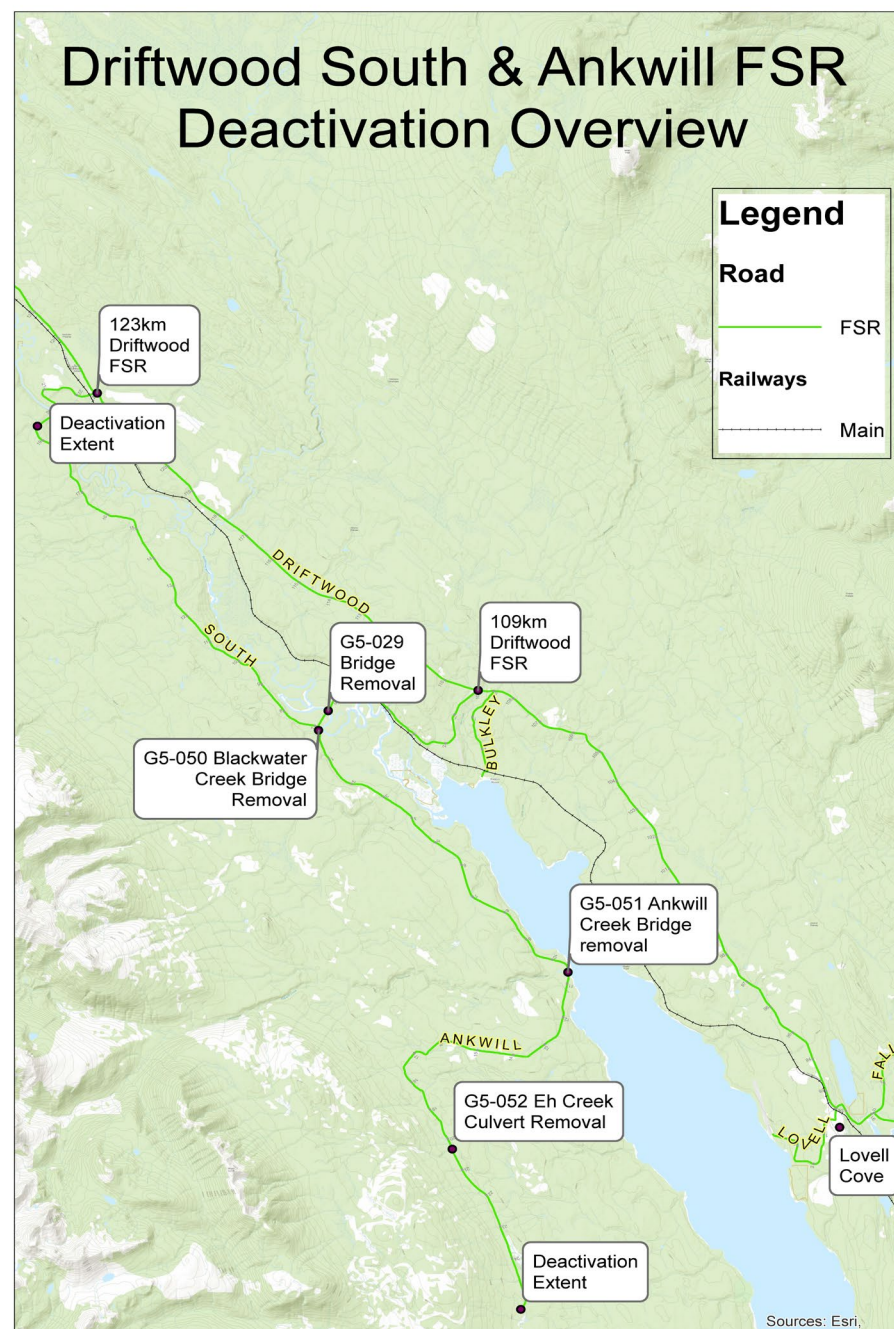 Driftwood South & Ankwill FSR
Deactivation Overview
Legend
Road
FSR
Railways
Main
123km
Driftwood
FSR
Deactivation
Extent
DRIFTWOOD
SOUTH
G5-029
Bridge
Removal
109km
Driftwood
FSR
BULKLEY
G5-050 Blackwater
Creek Bridge
Removal
G5-051 Ankwill
Creek Bridge
removal
ANKWILL
G5-052 Eh Creek
Culvert Removal
LOVELL
Lovell
Cove
Deactivation
Extent
Sources: Esri,